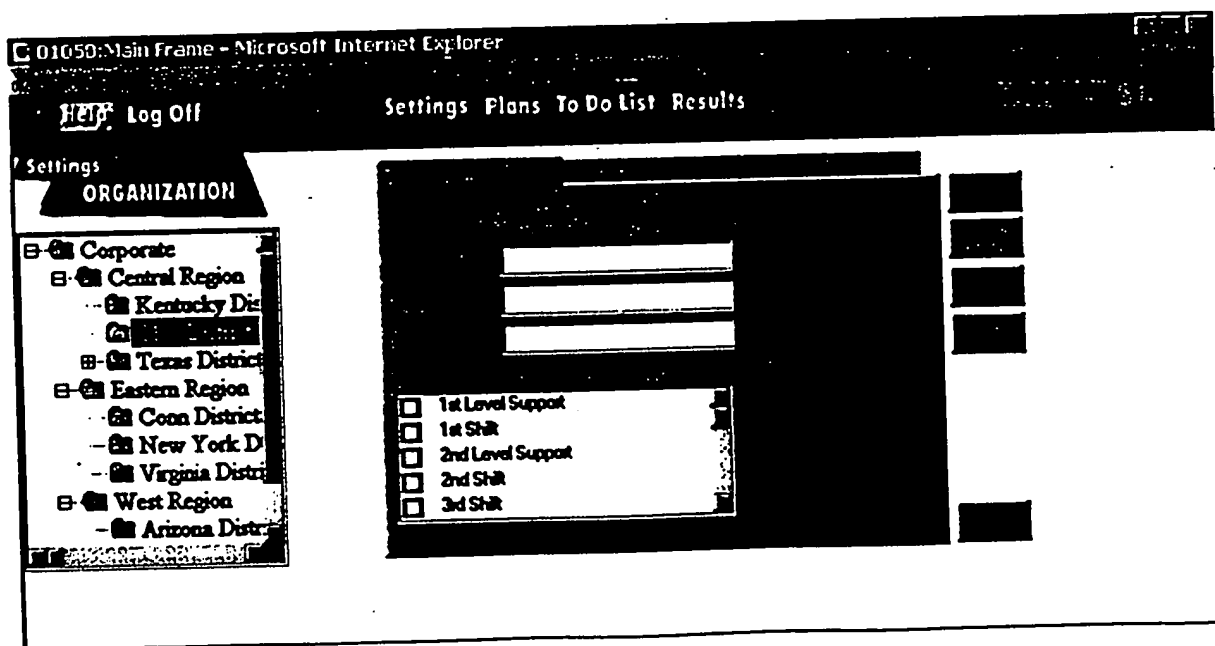 01050:Main Frame - Microsoft Internet Explorer
Help Log Off
Settings Plans To Do List Results
Settings
ORGANIZATION
Corporate
Central Region
Kentucky Dis
Texas District
Eastern Region
Conn District
New York D
Virginia Distri
West Region
Arizona Distr
1st Level Support
1st Shift
2nd Level Support
2nd Shift
3rd Shift